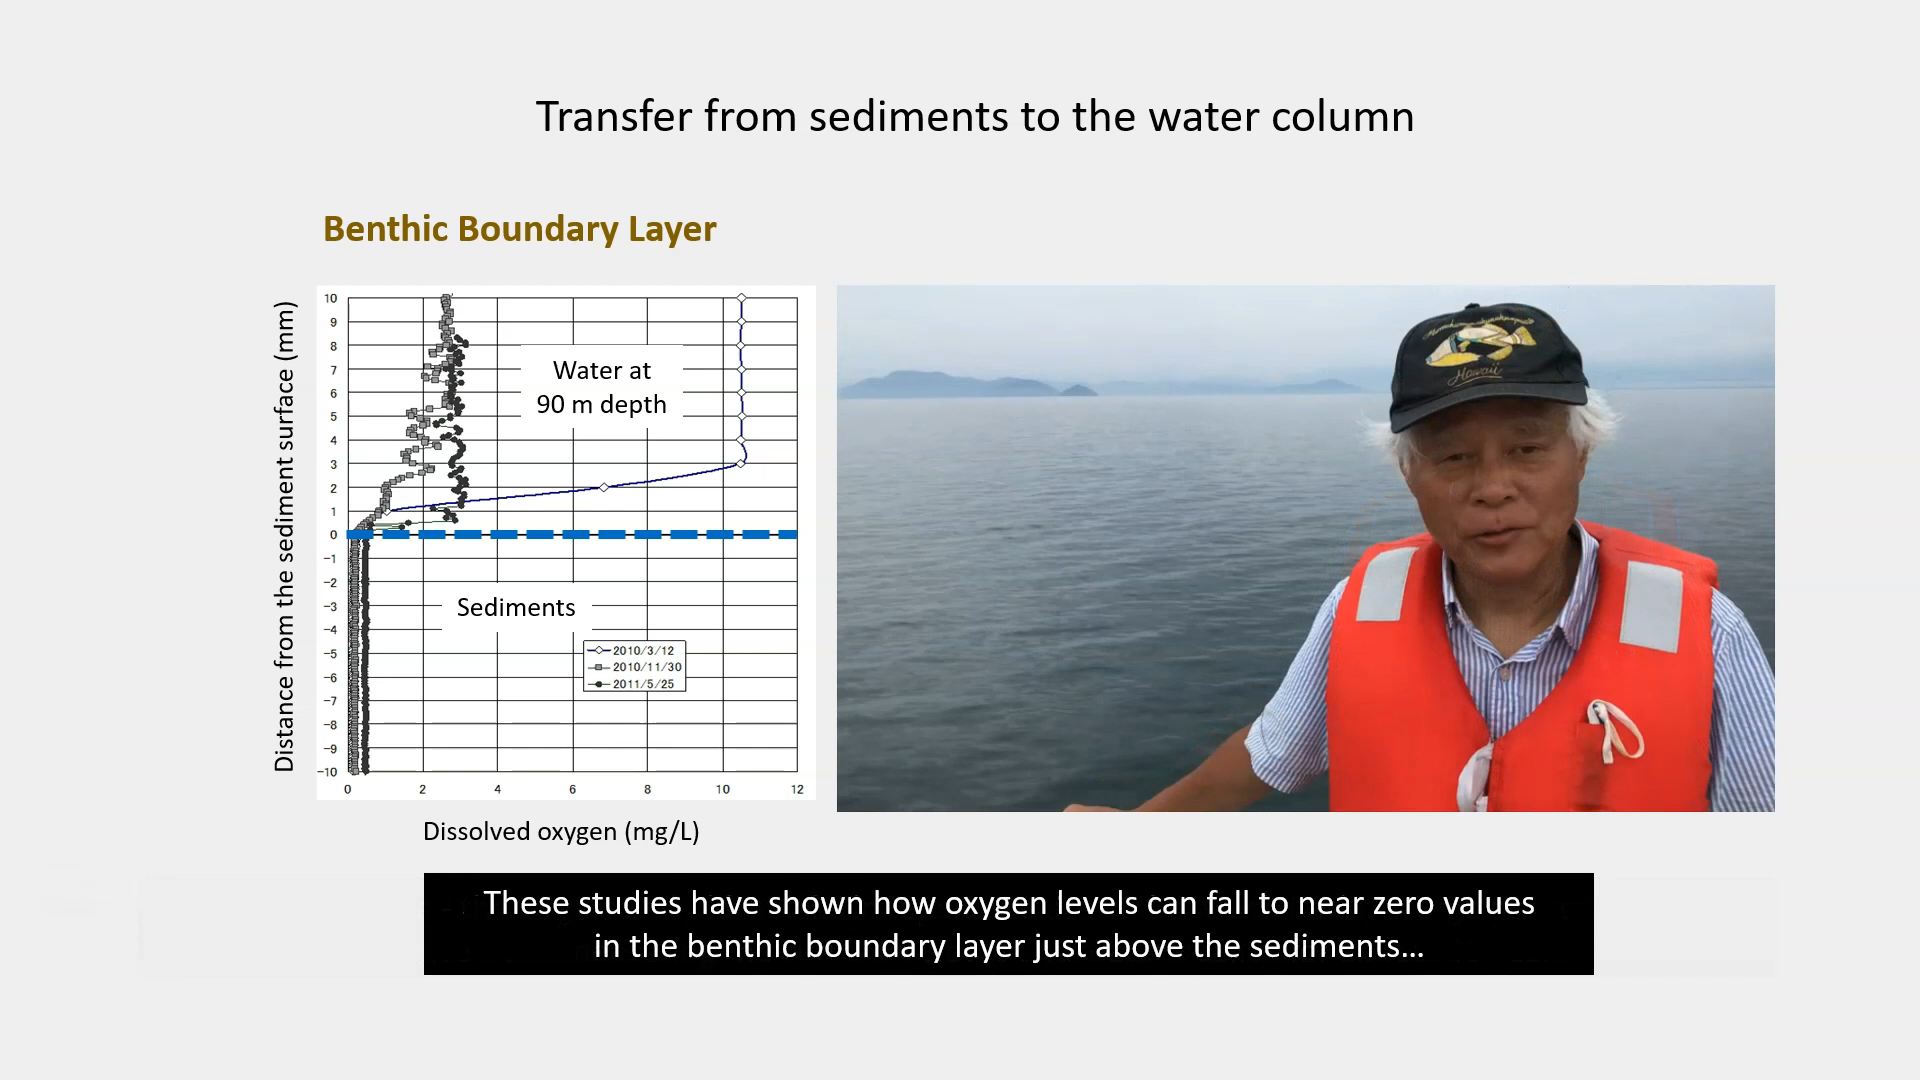 Transfer from sediments to the water column
Benthic Boundary Layer
Distance from the sediment surface (mm)
10
9
8
7
6
5
4
3
2
1
0
-1
-2
-3
-4
-5
-6
-7
-8
-9
-10
Water at
90 m depth
Sediments
2010/3/12
2010/11/30
2011/5/25
0 2 4 6 8 10 12
Dissolved oxygen (mg/L)
Hawaii
These studies have shown how oxygen levels can fall to near zero values
in the benthic boundary layer just above the sediments...